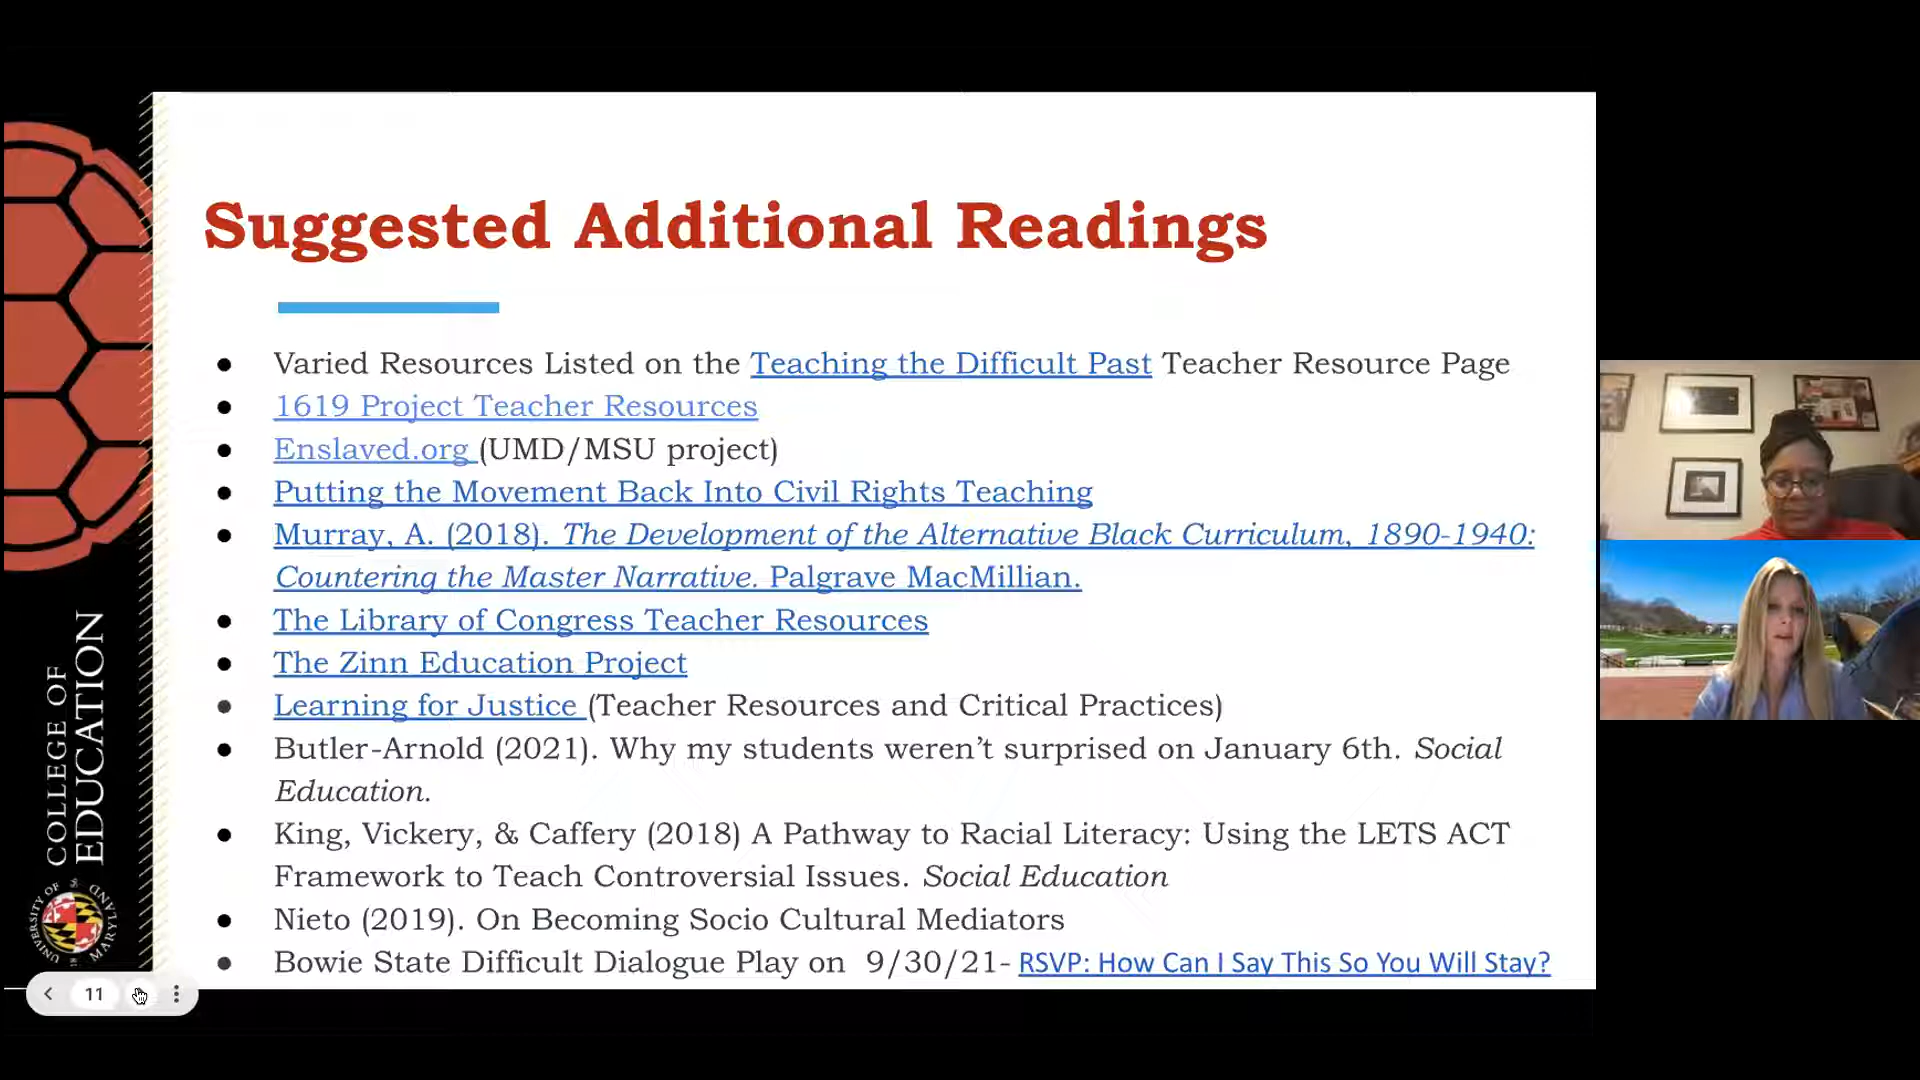 Suggested Additional Readings
● Varied Resources Listed on the Teaching the Difficult Past Teacher Resource Page
● 1619 Project Teacher Resources
● Enslaved.org (UMD/MSU project)
● Putting the Movement Back Into Civil Rights Teaching
● Murray, A. (2018). The Development of the Alternative Black Curriculum, 1890-1940:
Countering the Master Narrative. Palgrave MacMillian.
● The Library of Congress Teacher Resources
● The Zinn Education Project
● Learning for Justice (Teacher Resources and Critical Practices)
● Butler-Arnold (2021). Why my students weren’t surprised on January 6th. Social
Education.
● King, Vickery, & Caffery (2018) A Pathway to Racial Literacy: Using the LETS ACT
Framework to Teach Controversial Issues. Social Education
● Nieto (2019). On Becoming Socio Cultural Mediators
● Bowie State Difficult Dialogue Play on 9/30/21- RSVP: How Can I Say This So You Will Stay?
COLLEGE OF
EDUCATION
UNIVERSITY OF
MARYLAND
11